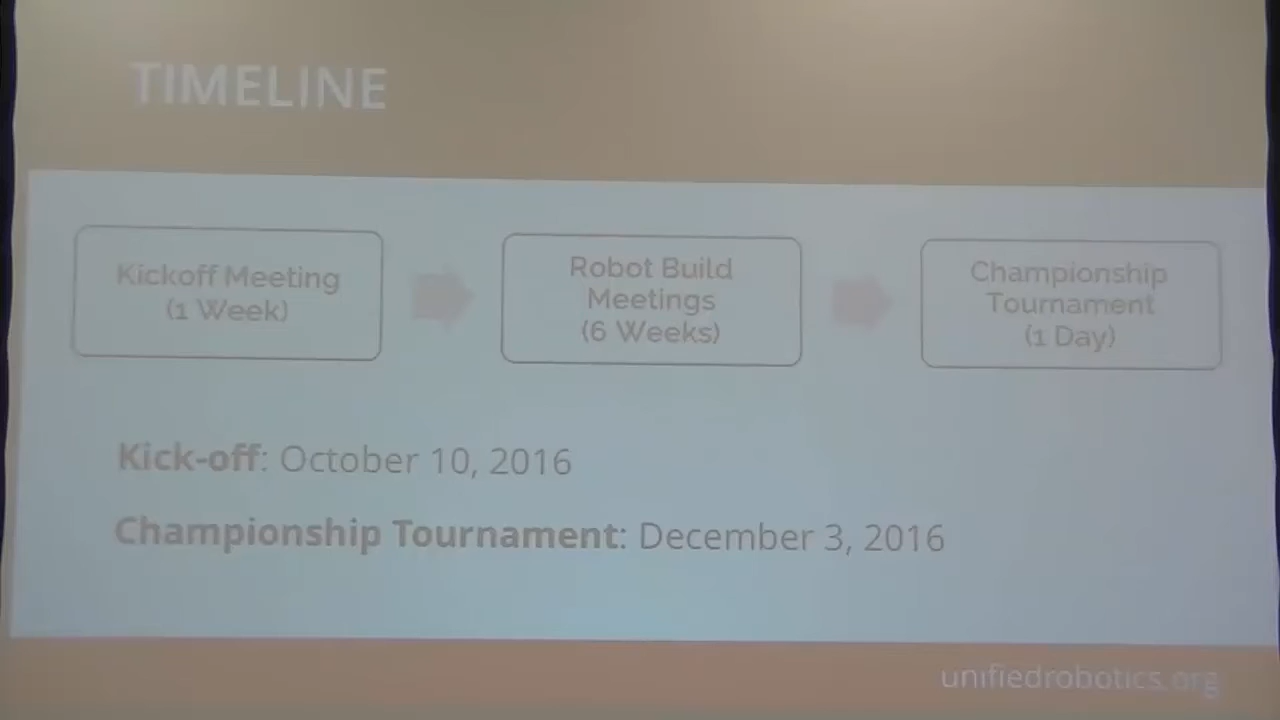 TIMELINE
Kickoff Meeting
(1 Week)
Robot Build
Meetings
(6 Weeks)
Championship
Tournament
(1 Day)
Kick-off: October 10, 2016
Championship Tournament: December 3, 2016
unifiedrobotics.org